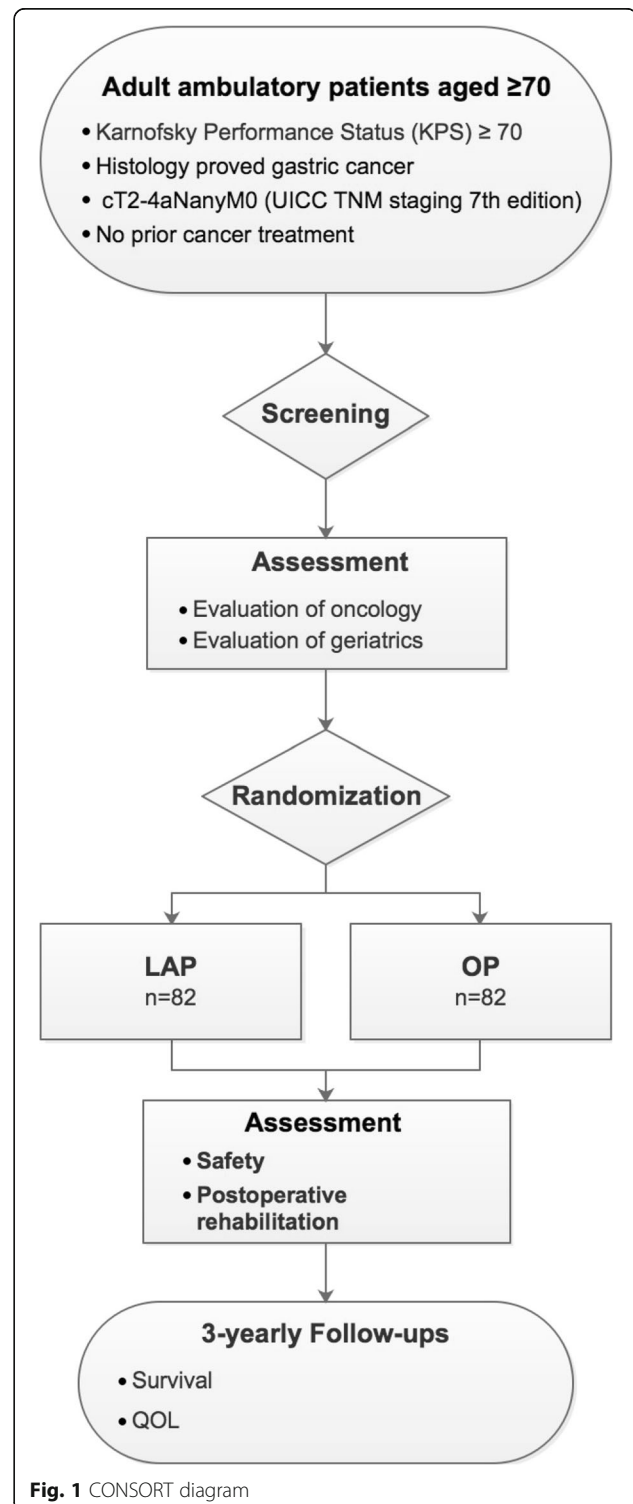 Adult ambulatory patients aged ≥70
• Karnofsky Performance Status (KPS) ≥ 70
• Histology proved gastric cancer
• cT2-4aNanyM0 (UICC TNM staging 7th edition)
• No prior cancer treatment
Screening
Assessment
• Evaluation of oncology
• Evaluation of geriatrics
Randomization
LAP
n=82
OP
n=82
Assessment
• Safety
• Postoperative
rehabilitation
3-yearly Follow-ups
• Survival
• QOL
Fig. 1 CONSORT diagram